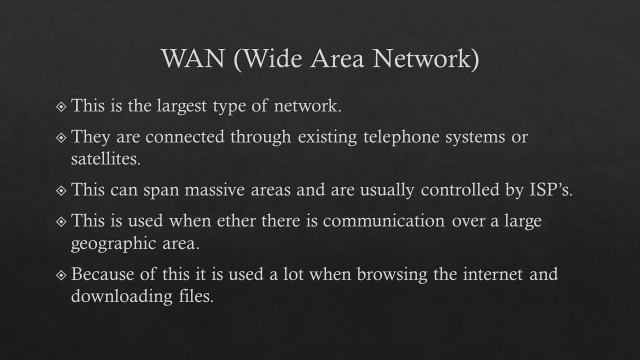 WAN (Wide Area Network)
This is the largest type of network.
They are connected through existing telephone systems or
satellites.
This can span massive areas and are usually controlled by ISP's.
This is used when ether there is communication over a large
geographic area.
Because of this it is used a lot when browsing the internet and
downloading files.